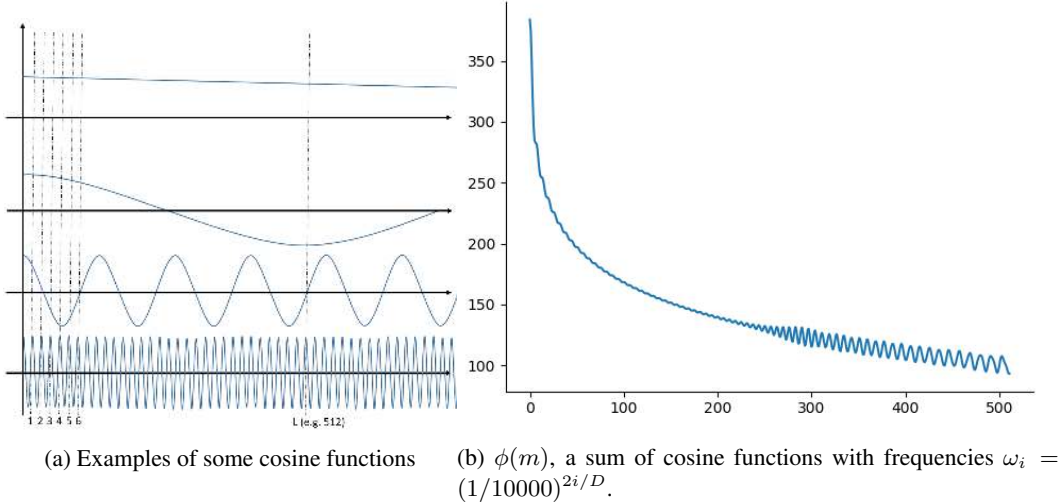 350
300
250
200
150
100
0 100 200 300 400 500
1 2 3 4 5 6
L (e.g. 512)
(a) Examples of some cosine functions
(b) ϕ(m), a sum of cosine functions with frequencies ω_i =
(1/10000)^{2i/D}.